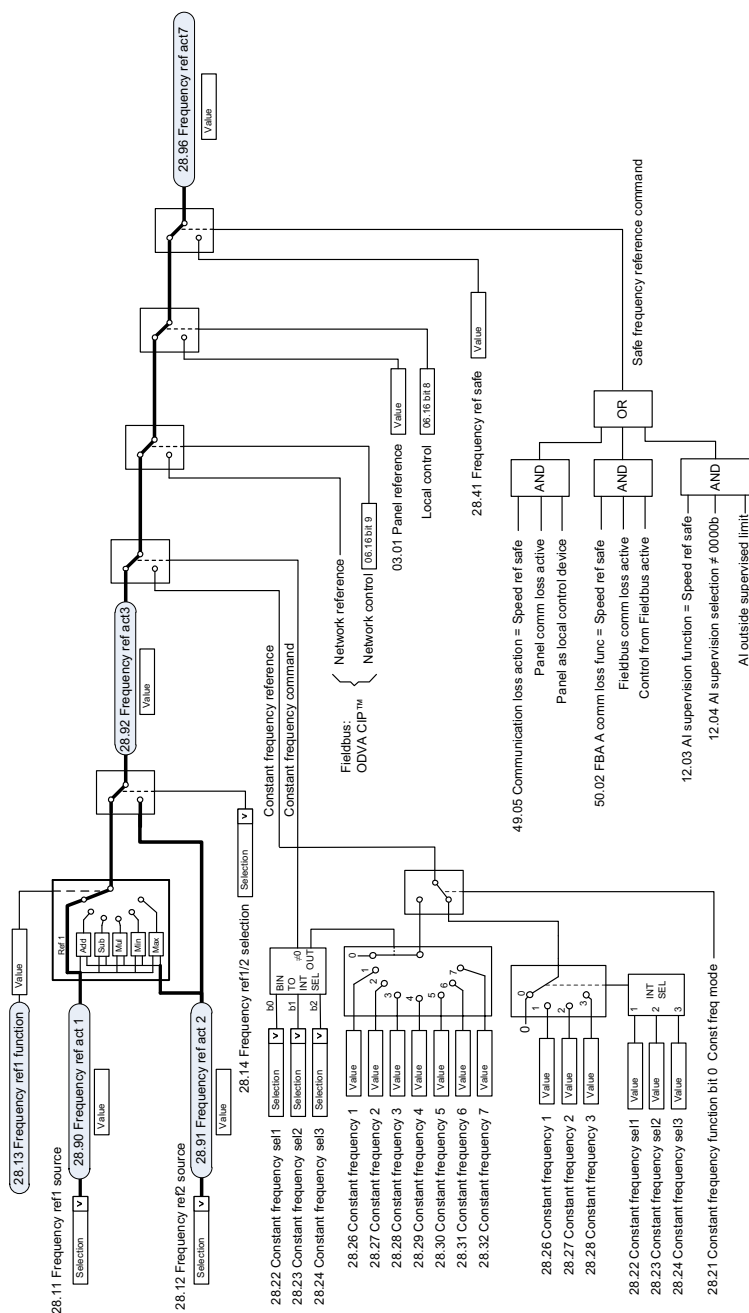 28.13 Frequency ref1 function
Value
28.11 Frequency ref1 source
Selection
v
28.90 Frequency ref act 1
Value
Ref 1
Add
Sub
Mul
Min
Max
28.12 Frequency ref2 source
Selection
v
28.91 Frequency ref act 2
Value
28.14 Frequency ref1/2 selection
Selection
v
28.92 Frequency ref act3
Value
28.96 Frequency ref act7
Value
28.22 Constant frequency sel1
Selection
v
b0
28.23 Constant frequency sel2
Selection
v
b1
28.24 Constant frequency sel3
Selection
v
b2
BIN
TO
INT
SEL
≠0
OUT
Constant frequency reference
Constant frequency command
Fieldbus:
ODVA CIP™
Network reference
Network control
06.16 bit 9
03.01 Panel reference
Value
Local control
06.16 bit 8
28.41 Frequency ref safe
Value
28.26 Constant frequency 1
Value
28.27 Constant frequency 2
Value
28.28 Constant frequency 3
Value
28.29 Constant frequency 4
Value
28.30 Constant frequency 5
Value
28.31 Constant frequency 6
Value
28.32 Constant frequency 7
Value
0
0
1
2
3
4
5
6
7
28.26 Constant frequency 1
Value
28.27 Constant frequency 2
Value
28.28 Constant frequency 3
Value
0
0
1
2
3
28.22 Constant frequency sel1
Value
1
28.23 Constant frequency sel2
Value
2
28.24 Constant frequency sel3
Value
3
INT
SEL
28.21 Constant frequency function bit 0 Const freq mode
49.05 Communication loss action = Speed ref safe
Panel comm loss active
Panel as local control device
AND
50.02 FBA A comm loss func = Speed ref safe
Fieldbus comm loss active
Control from Fieldbus active
AND
12.03 AI supervision function = Speed ref safe
12.04 AI supervision selection ≠ 0000b
AI outside supervised limit
AND
OR
Safe frequency reference command